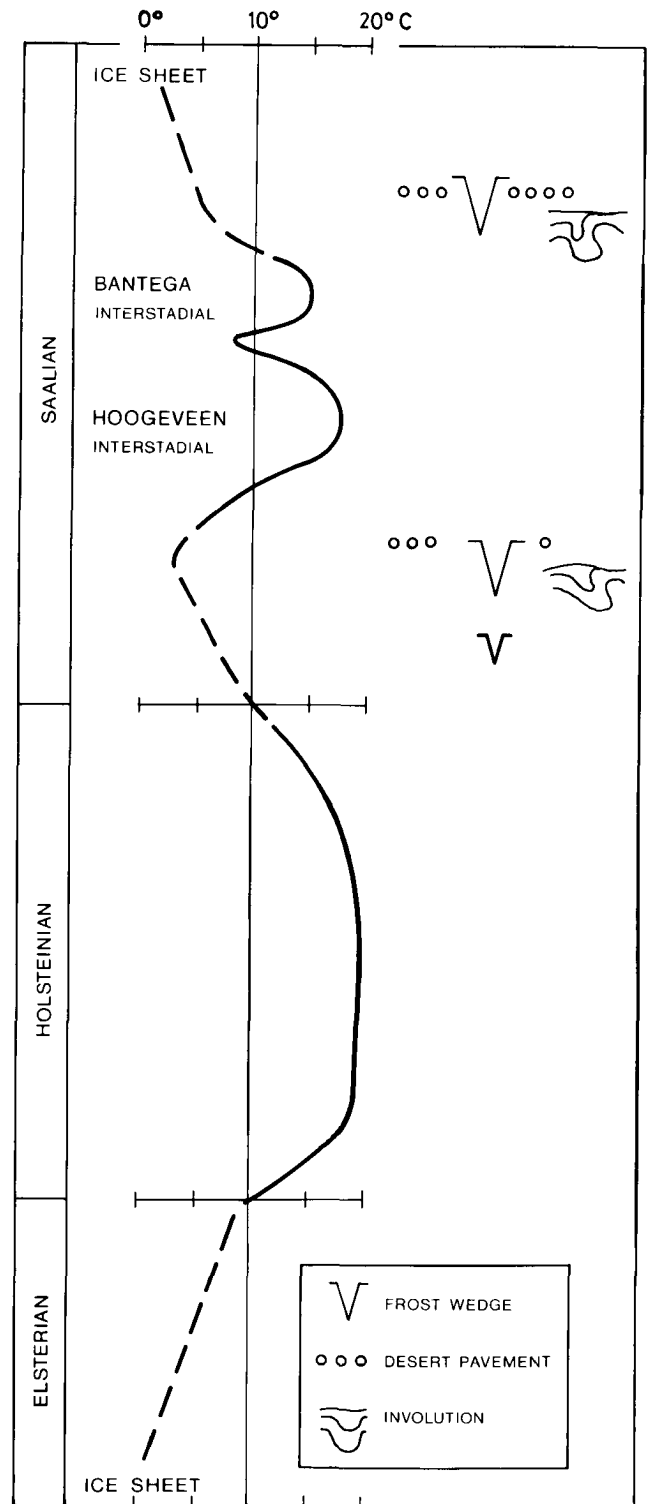 0° 10° 20° C
ICE SHEET
BANTEGA
INTERSTADIAL
SAALIAN
HOOGEVEEN
INTERSTADIAL
HOLSTEINIAN
ELSTERIAN
FROST WEDGE
DESERT PAVEMENT
INVOLUTION
ICE SHEET